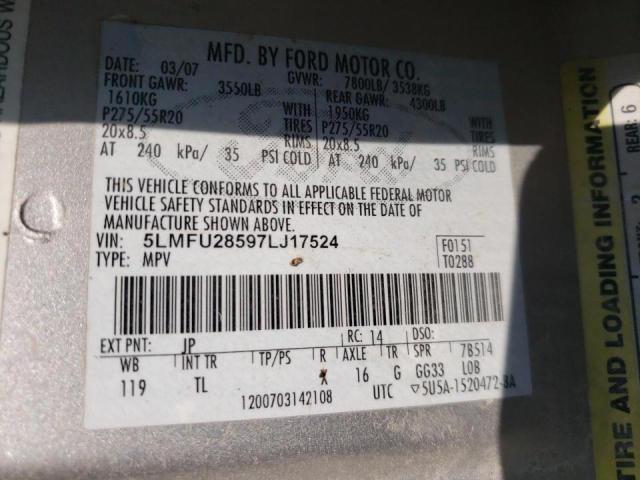 MFD. BY FORD MOTOR CO.
DATE: 03/07 GVWR: 7800LB/ 3538KG
FRONT GAWR: 3550LB REAR GAWR: 4300LB
1610KG WITH 1950KG WITH
P275/55R20 TIRES P275/55R20 TIRES
20x8.5 RIMS 20x8.5 RIMS
AT 240 kPa/ 35 PSI COLD AT 240 kPa/ 35 PSI COLD
THIS VEHICLE CONFORMS TO ALL APPLICABLE FEDERAL MOTOR
VEHICLE SAFETY STANDARDS IN EFFECT ON THE DATE OF
MANUFACTURE SHOWN ABOVE.
VIN: 5LMFU28597LJ17524 F0151
TYPE: MPV T0288
EXT PNT: JP RC: 14 DSO:
WB INT TR TP/PS R AXLE TR SPR 7B514
119 TL 16 G GG33 LOB
1200703142108 UTC ▽5U5A-1520472-BA
TIRE AND LOADING INFORMATION
REAR: 6